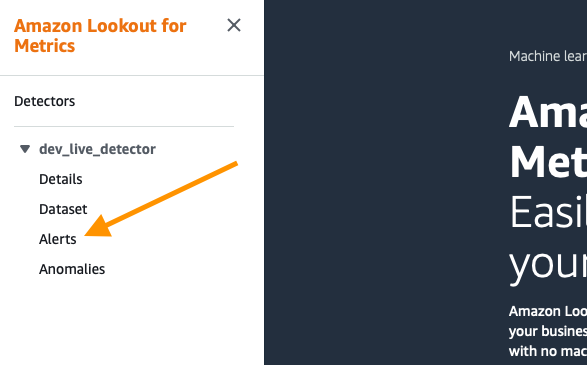 Amazon Lookout for
Metrics
Detectors
dev_live_detector
Details
Dataset
Alerts
Anomalies
Machine lear
Ama
Met
Easil
your
Amazon Loo
your busines
with no mac